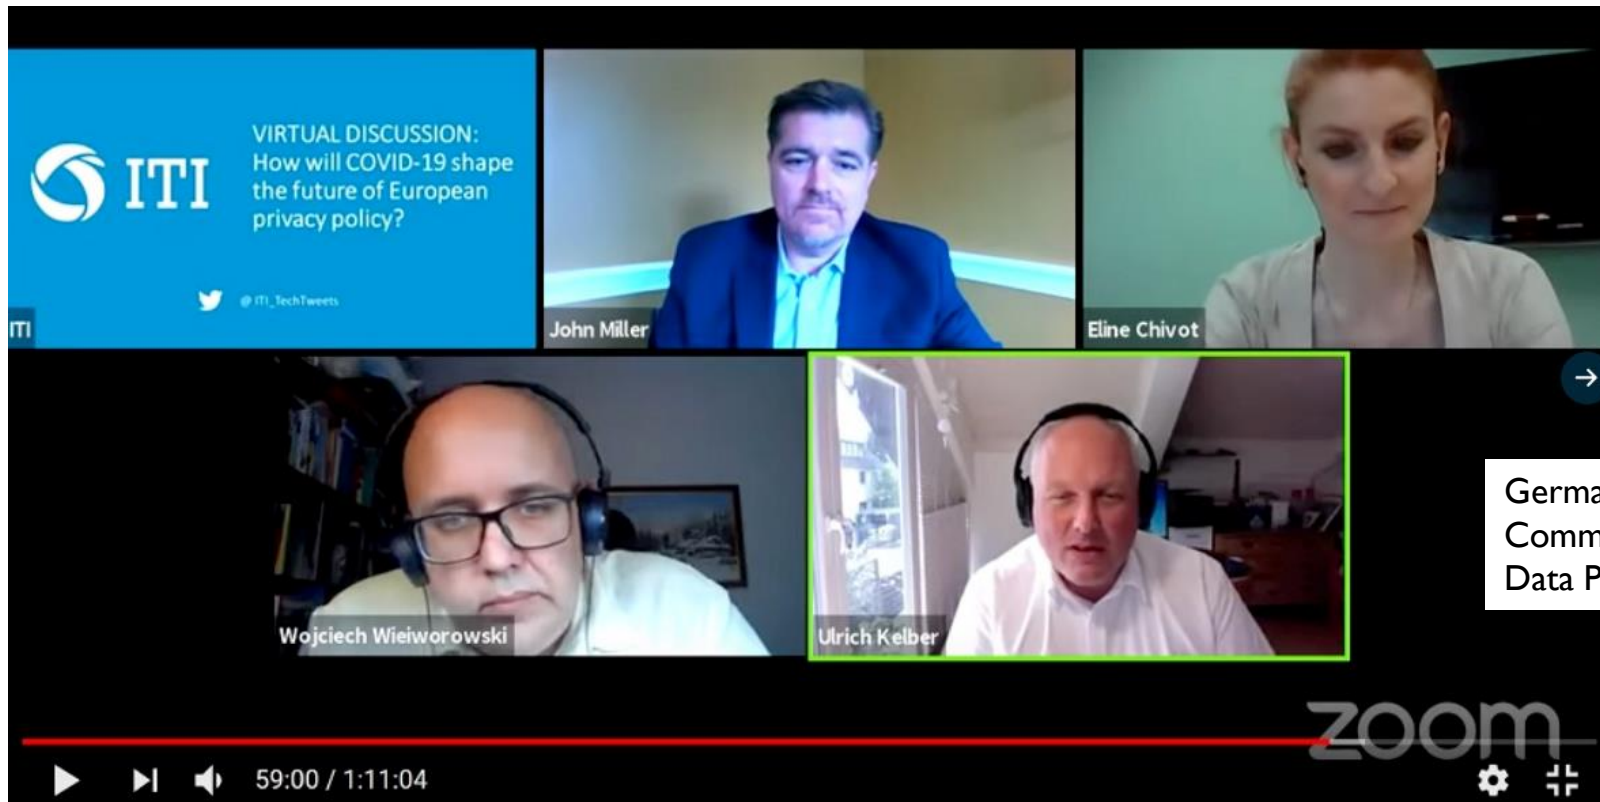 ITI
VIRTUAL DISCUSSION:
How will COVID-19 shape
the future of European
privacy policy?
@ ITI_TechTweets
ITI
John Miller
Eline Chivot
Wojciech Wieiworowski
Ulrich Kelber
Germa
Comm
Data P
zoom
59:00 / 1:11:04